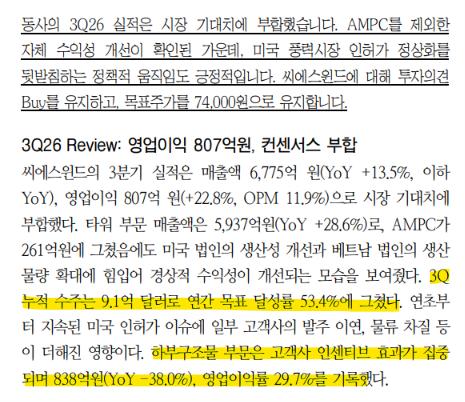 동사의 3Q26 실적은 시장 기대치에 부합했습니다. AMPC를 제외한
자체 수익성 개선이 확인된 가운데, 미국 풍력시장 인허가 정상화를
뒷받침하는 정책적 움직임도 긍정적입니다. 씨에스윈드에 대해 투자의견
Buy를 유지하고, 목표주가를 74,000원으로 유지합니다.
3Q26 Review: 영업이익 807억원, 컨센서스 부합
씨에스윈드의 3분기 실적은 매출액 6,775억 원(YoY +13.5%, 이하
YoY), 영업이익 807억 원(+22.8%, OPM 11.9%)으로 시장 기대치에
부합했다. 타워 부문 매출액은 5,937억원(YoY +28.6%)로, AMPC가
261억원에 그쳤음에도 미국 법인의 생산성 개선과 베트남 법인의 생산
물량 확대에 힘입어 경상적 수익성이 개선되는 모습을 보여줬다. 3Q
누적 수주는 9.1억 달러로 연간 목표 달성률 53.4%에 그쳤다. 연초부
터 지속된 미국 인허가 이슈에 일부 고객사의 발주 이연, 물류 차질 등
이 더해진 영향이다. 하부구조물 부문은 고객사 인센티브 효과가 집중
되며 838억원(YoY -38.0%), 영업이익률 29.7%를 기록했다.